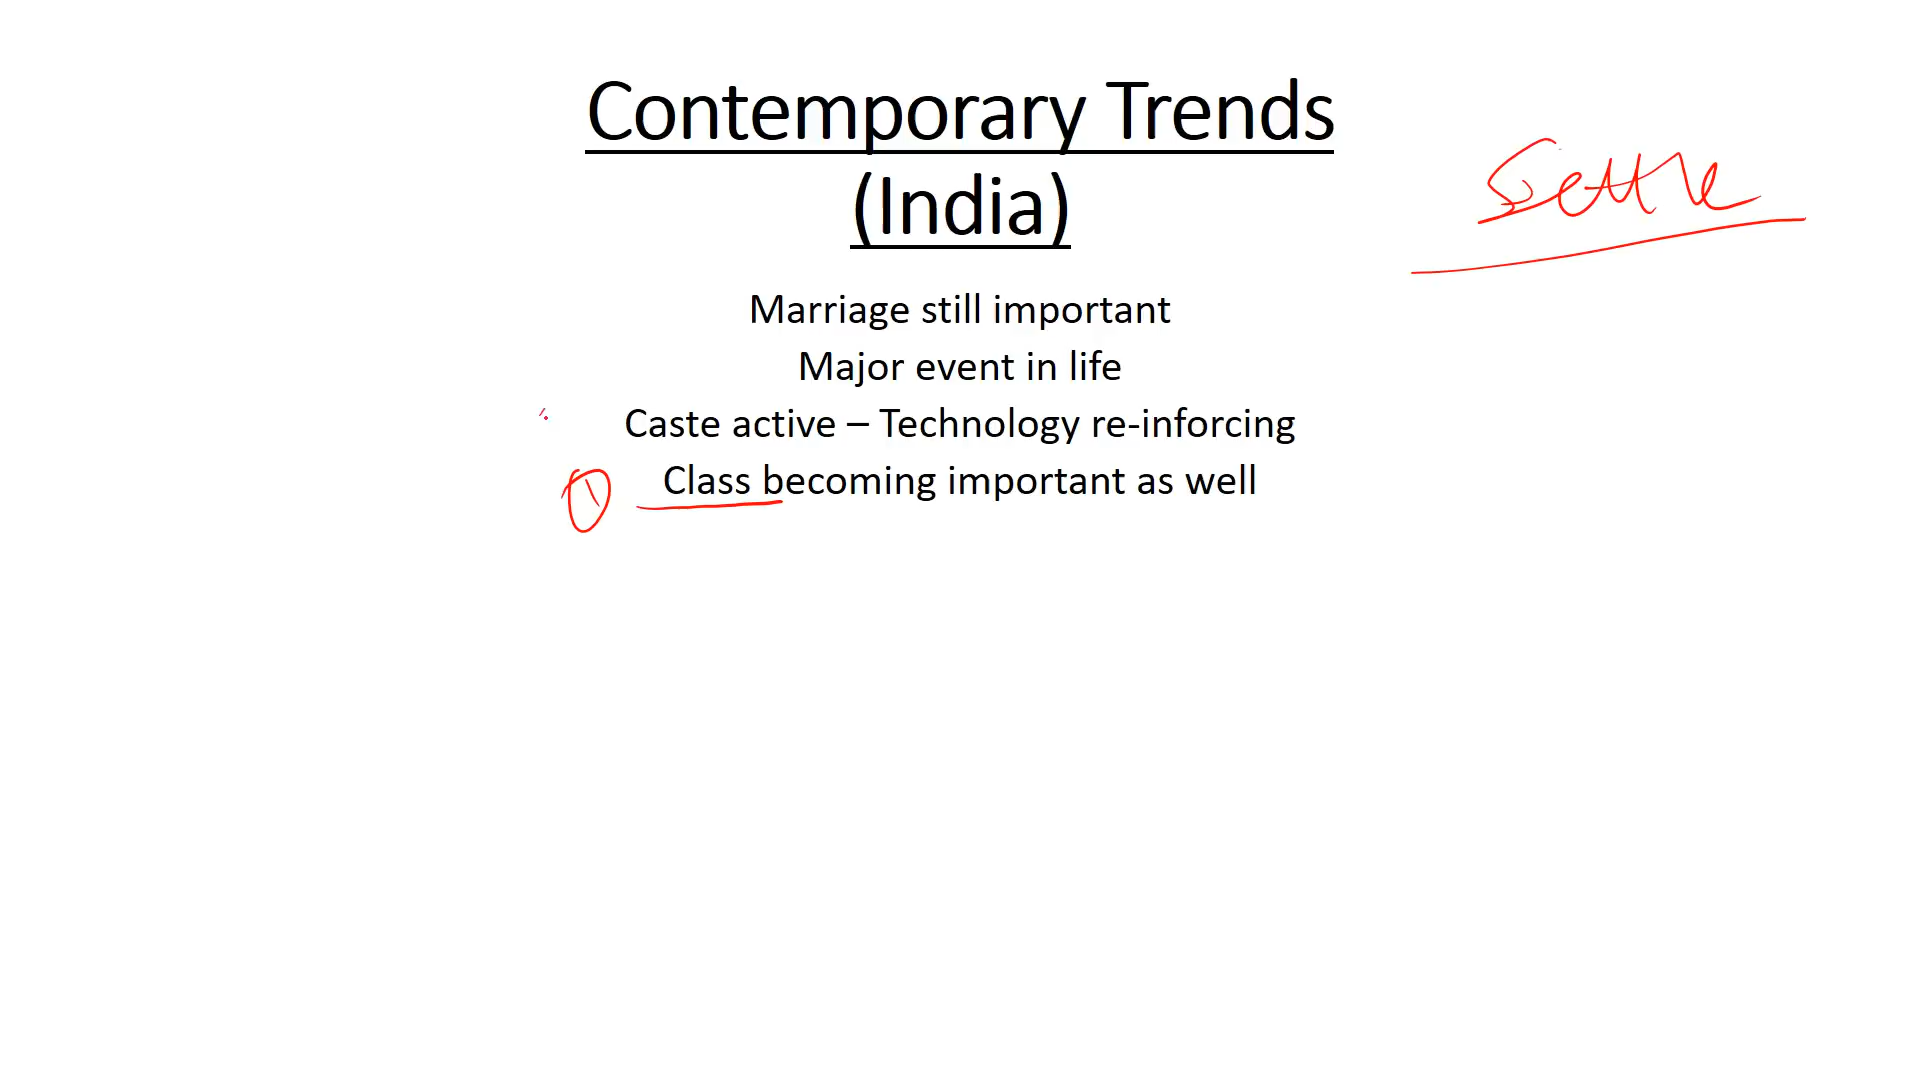 Contemporary Trends
(India)
Settle
Marriage still important
Major event in life
Caste active – Technology re-inforcing
Class becoming important as well
1